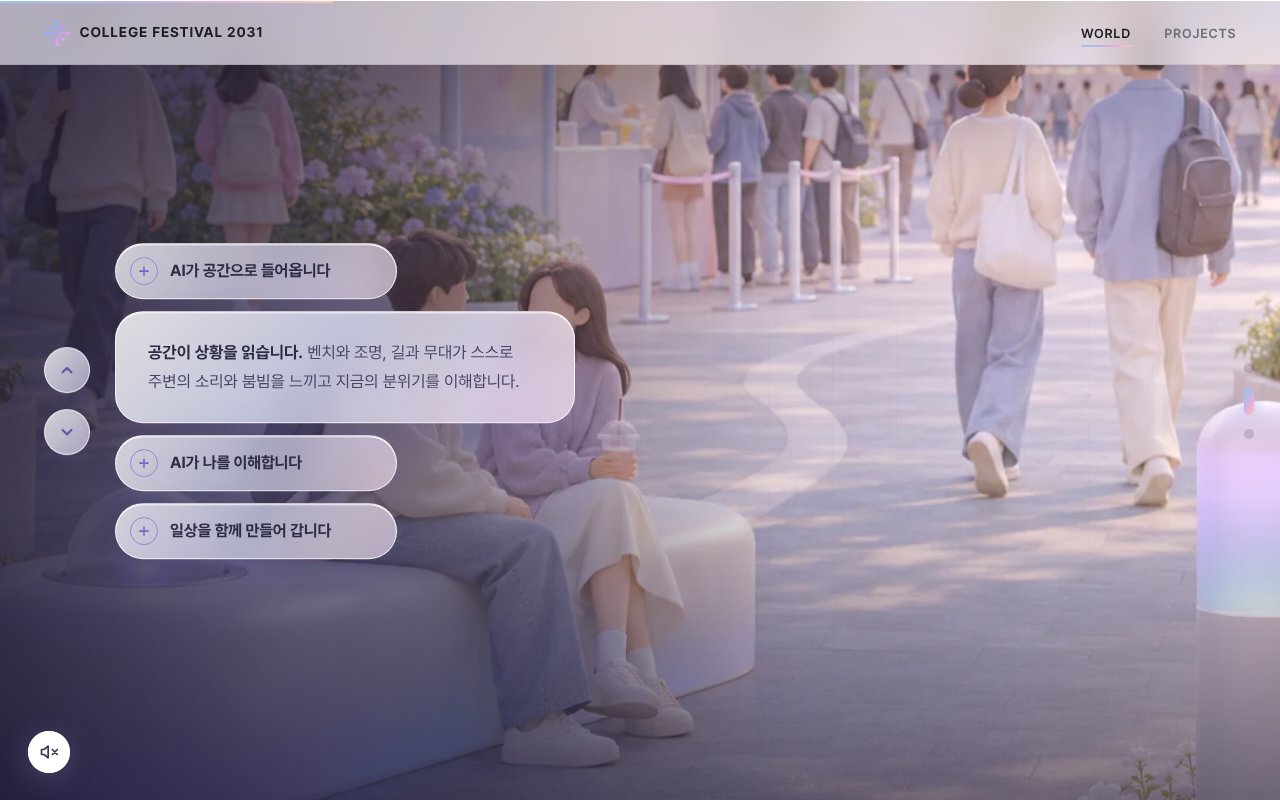 COLLEGE FESTIVAL 2031
WORLD
PROJECTS
AI가 공간으로 들어옵니다
공간이 상황을 읽습니다. 벤치와 조명, 길과 무대가 스스로
주변의 소리와 붐빔을 느끼고 지금의 분위기를 이해합니다.
AI가 나를 이해합니다
일상을 함께 만들어 갑니다